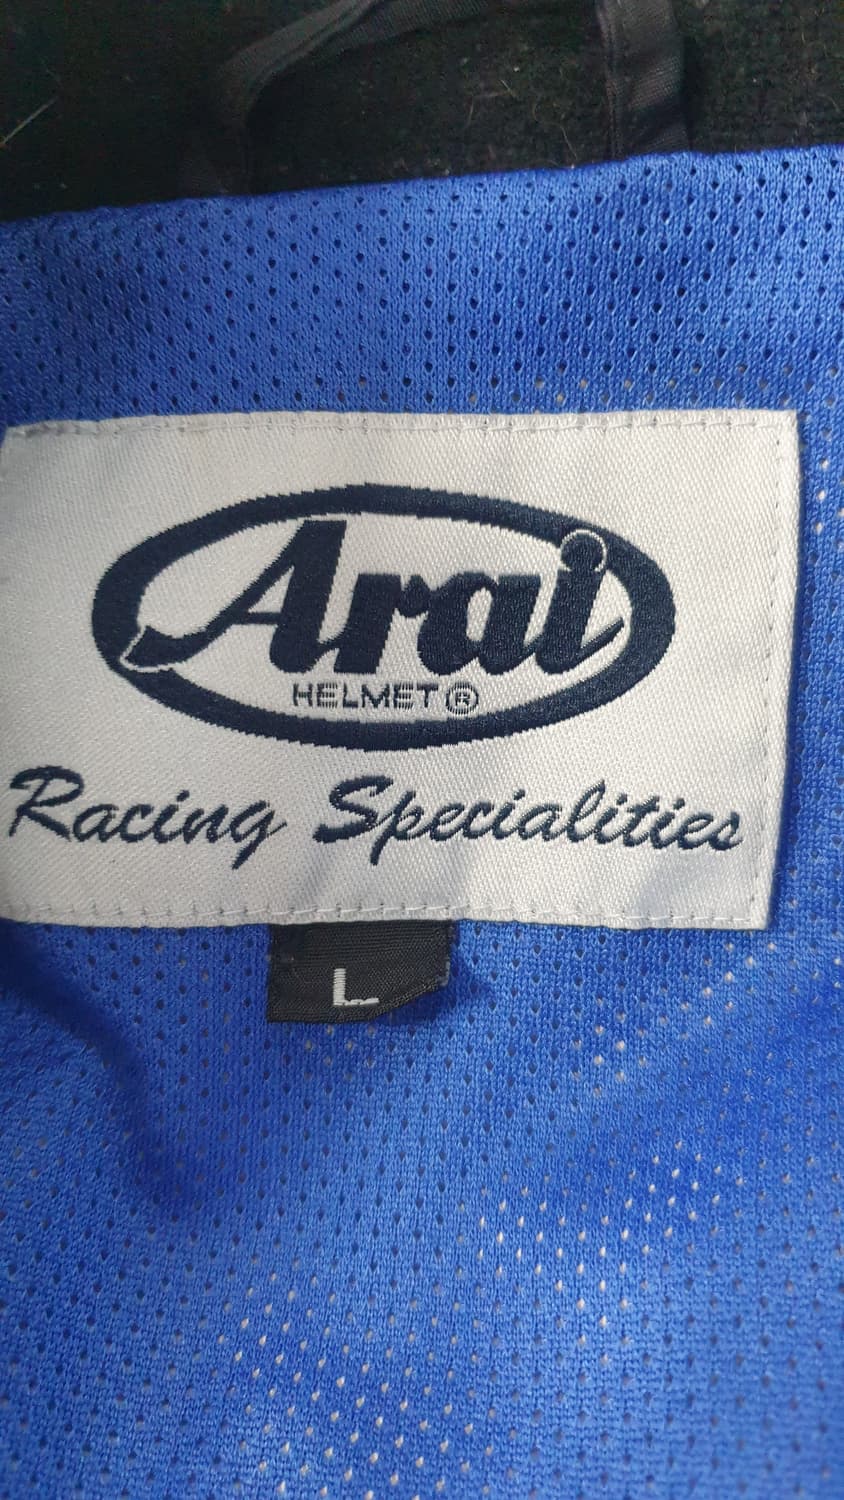 Arai
HELMET®
Racing Specialities
L